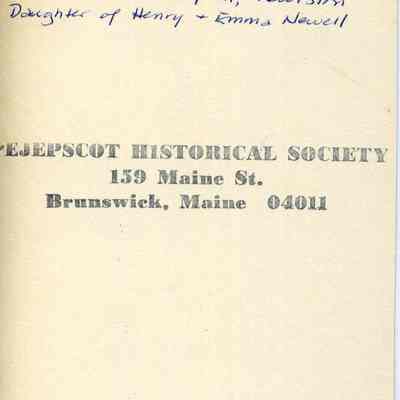 Daughter of Henry + Emma Newell
PEJEPSCOT HISTORICAL SOCIETY
159 Maine St.
Brunswick, Maine 04011